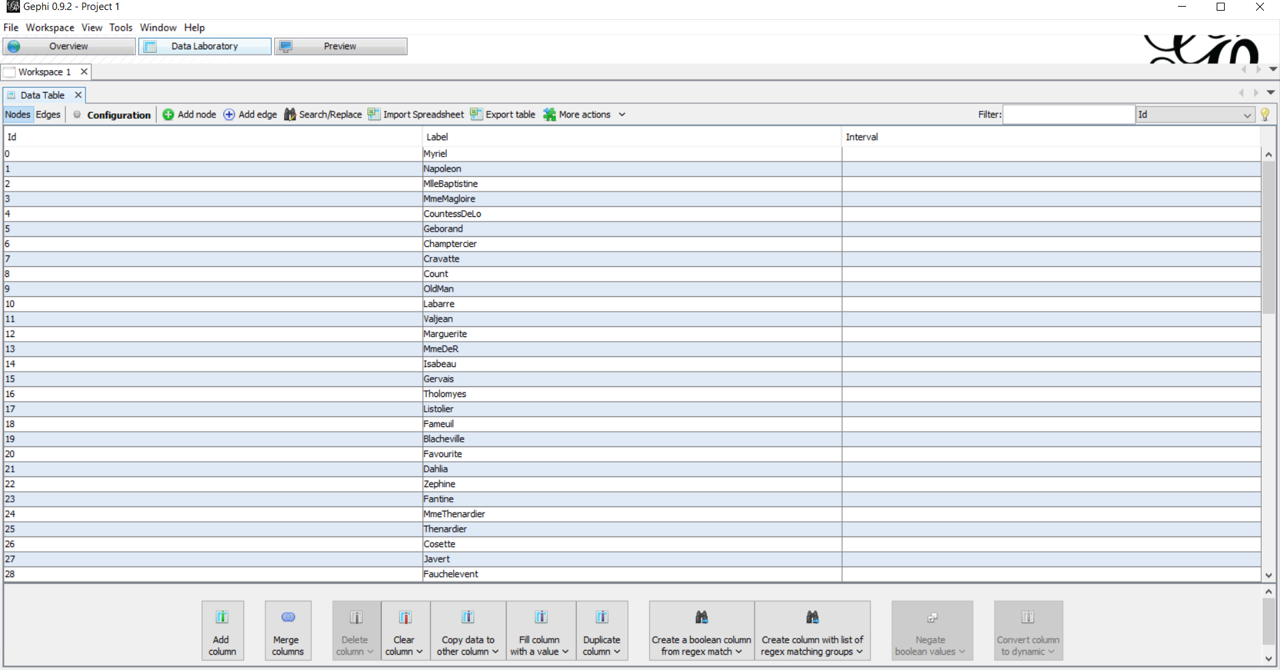 Gephi 0.9.2 - Project 1
File Workspace View Tools Window Help
Overview Data Laboratory Preview
Workspace 1
Data Table
Nodes Edges Configuration Add node Add edge Search/Replace Import Spreadsheet Export table More actions Filter: Id
Id Label Interval
0 Myriel
1 Napoleon
2 MlleBaptistine
3 MmeMagloire
4 CountessDeLo
5 Geborand
6 Champtercier
7 Cravatte
8 Count
9 OldMan
10 Labarre
11 Valjean
12 Marguerite
13 MmeDeR
14 Isabeau
15 Gervais
16 Tholomyes
17 Listolier
18 Fameuil
19 Blacheville
20 Favourite
21 Dahlia
22 Zephine
23 Fantine
24 MmeThenardier
25 Thenardier
26 Cosette
27 Javert
28 Fauchelevent
Add Merge Delete Clear Copy data to Fill column Duplicate Create a boolean column Create column with list of Negate Convert column
column columns column column other column with a value column from regex match regex matching groups boolean values to dynamic